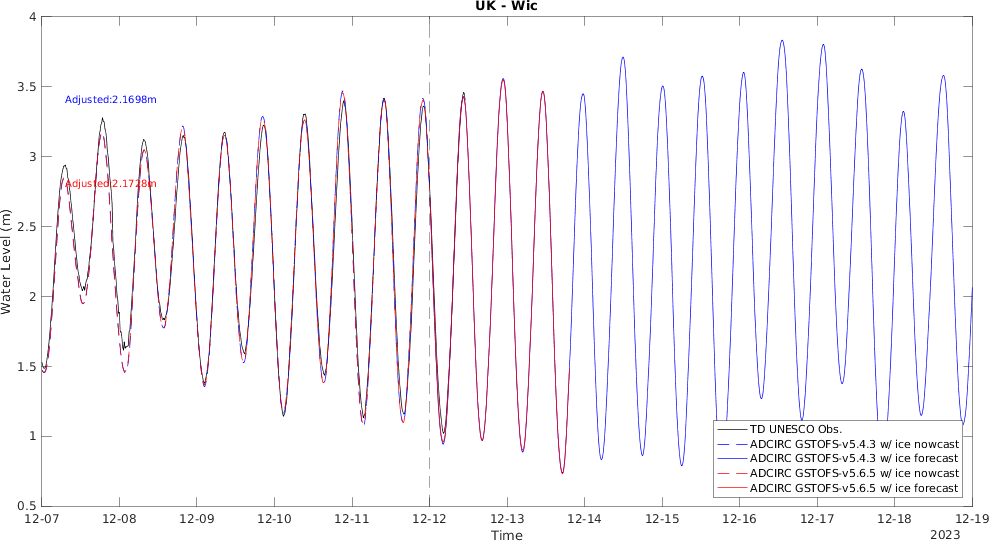 UK - Wic
4
3.5
3
2.5
2
1.5
1
0.5
Water Level (m)
Adjusted:2.1698m
Adjusted:2.1728m
TD UNESCO Obs.
ADCIRC GSTOFS-v5.4.3 w/ ice nowcast
ADCIRC GSTOFS-v5.4.3 w/ ice forecast
ADCIRC GSTOFS-v5.6.5 w/ ice nowcast
ADCIRC GSTOFS-v5.6.5 w/ ice forecast
12-07 12-08 12-09 12-10 12-11 12-12 12-13 12-14 12-15 12-16 12-17 12-18 12-19
Time
2023